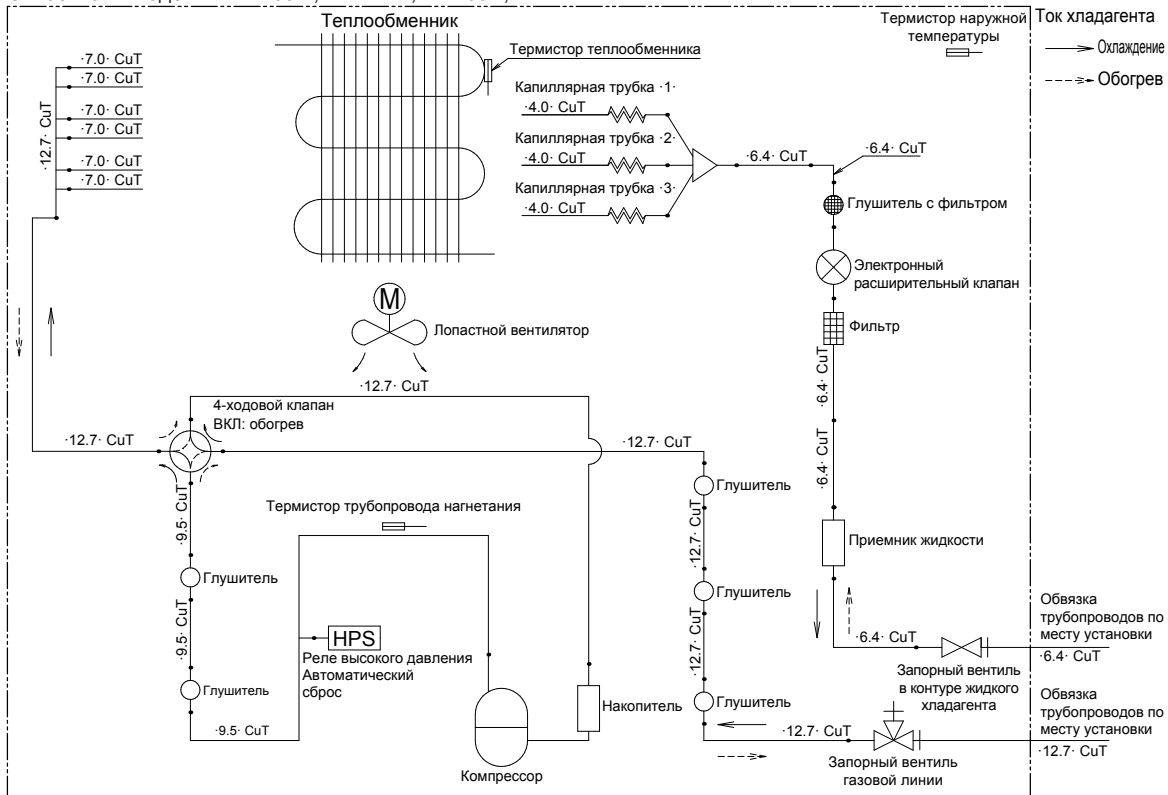 Теплообменник
Термистор теплообменника
Термистор наружной
температуры
Ток хладагента
Охлаждение
Обогрев
·7.0· CuT
·7.0· CuT
·7.0· CuT
·7.0· CuT
·7.0· CuT
·7.0· CuT
·12.7· CuT
Капиллярная трубка ·1·
·4.0· CuT
Капиллярная трубка ·2·
·4.0· CuT
Капиллярная трубка ·3·
·4.0· CuT
·6.4· CuT
·6.4· CuT
Глушитель с фильтром
Электронный
расширительный клапан
Фильтр
·6.4· CuT
·6.4· CuT
M
Лопастной вентилятор
·12.7· CuT
4-ходовой клапан
ВКЛ: обогрев
·12.7· CuT
·12.7· CuT
·9.5· CuT
Глушитель
·9.5· CuT
Глушитель
·9.5· CuT
Термистор трубопровода нагнетания
HPS
Реле высокого давления
Автоматический
сброс
Компрессор
Накопитель
Глушитель
·12.7· CuT
Глушитель
·12.7· CuT
Глушитель
·12.7· CuT
Приемник жидкости
·6.4· CuT
Запорный вентиль
в контуре жидкого
хладагента
Обвязка
трубопроводов по
месту установки
·6.4· CuT
Запорный вентиль
газовой линии
Обвязка
трубопроводов по
месту установки
·12.7· CuT